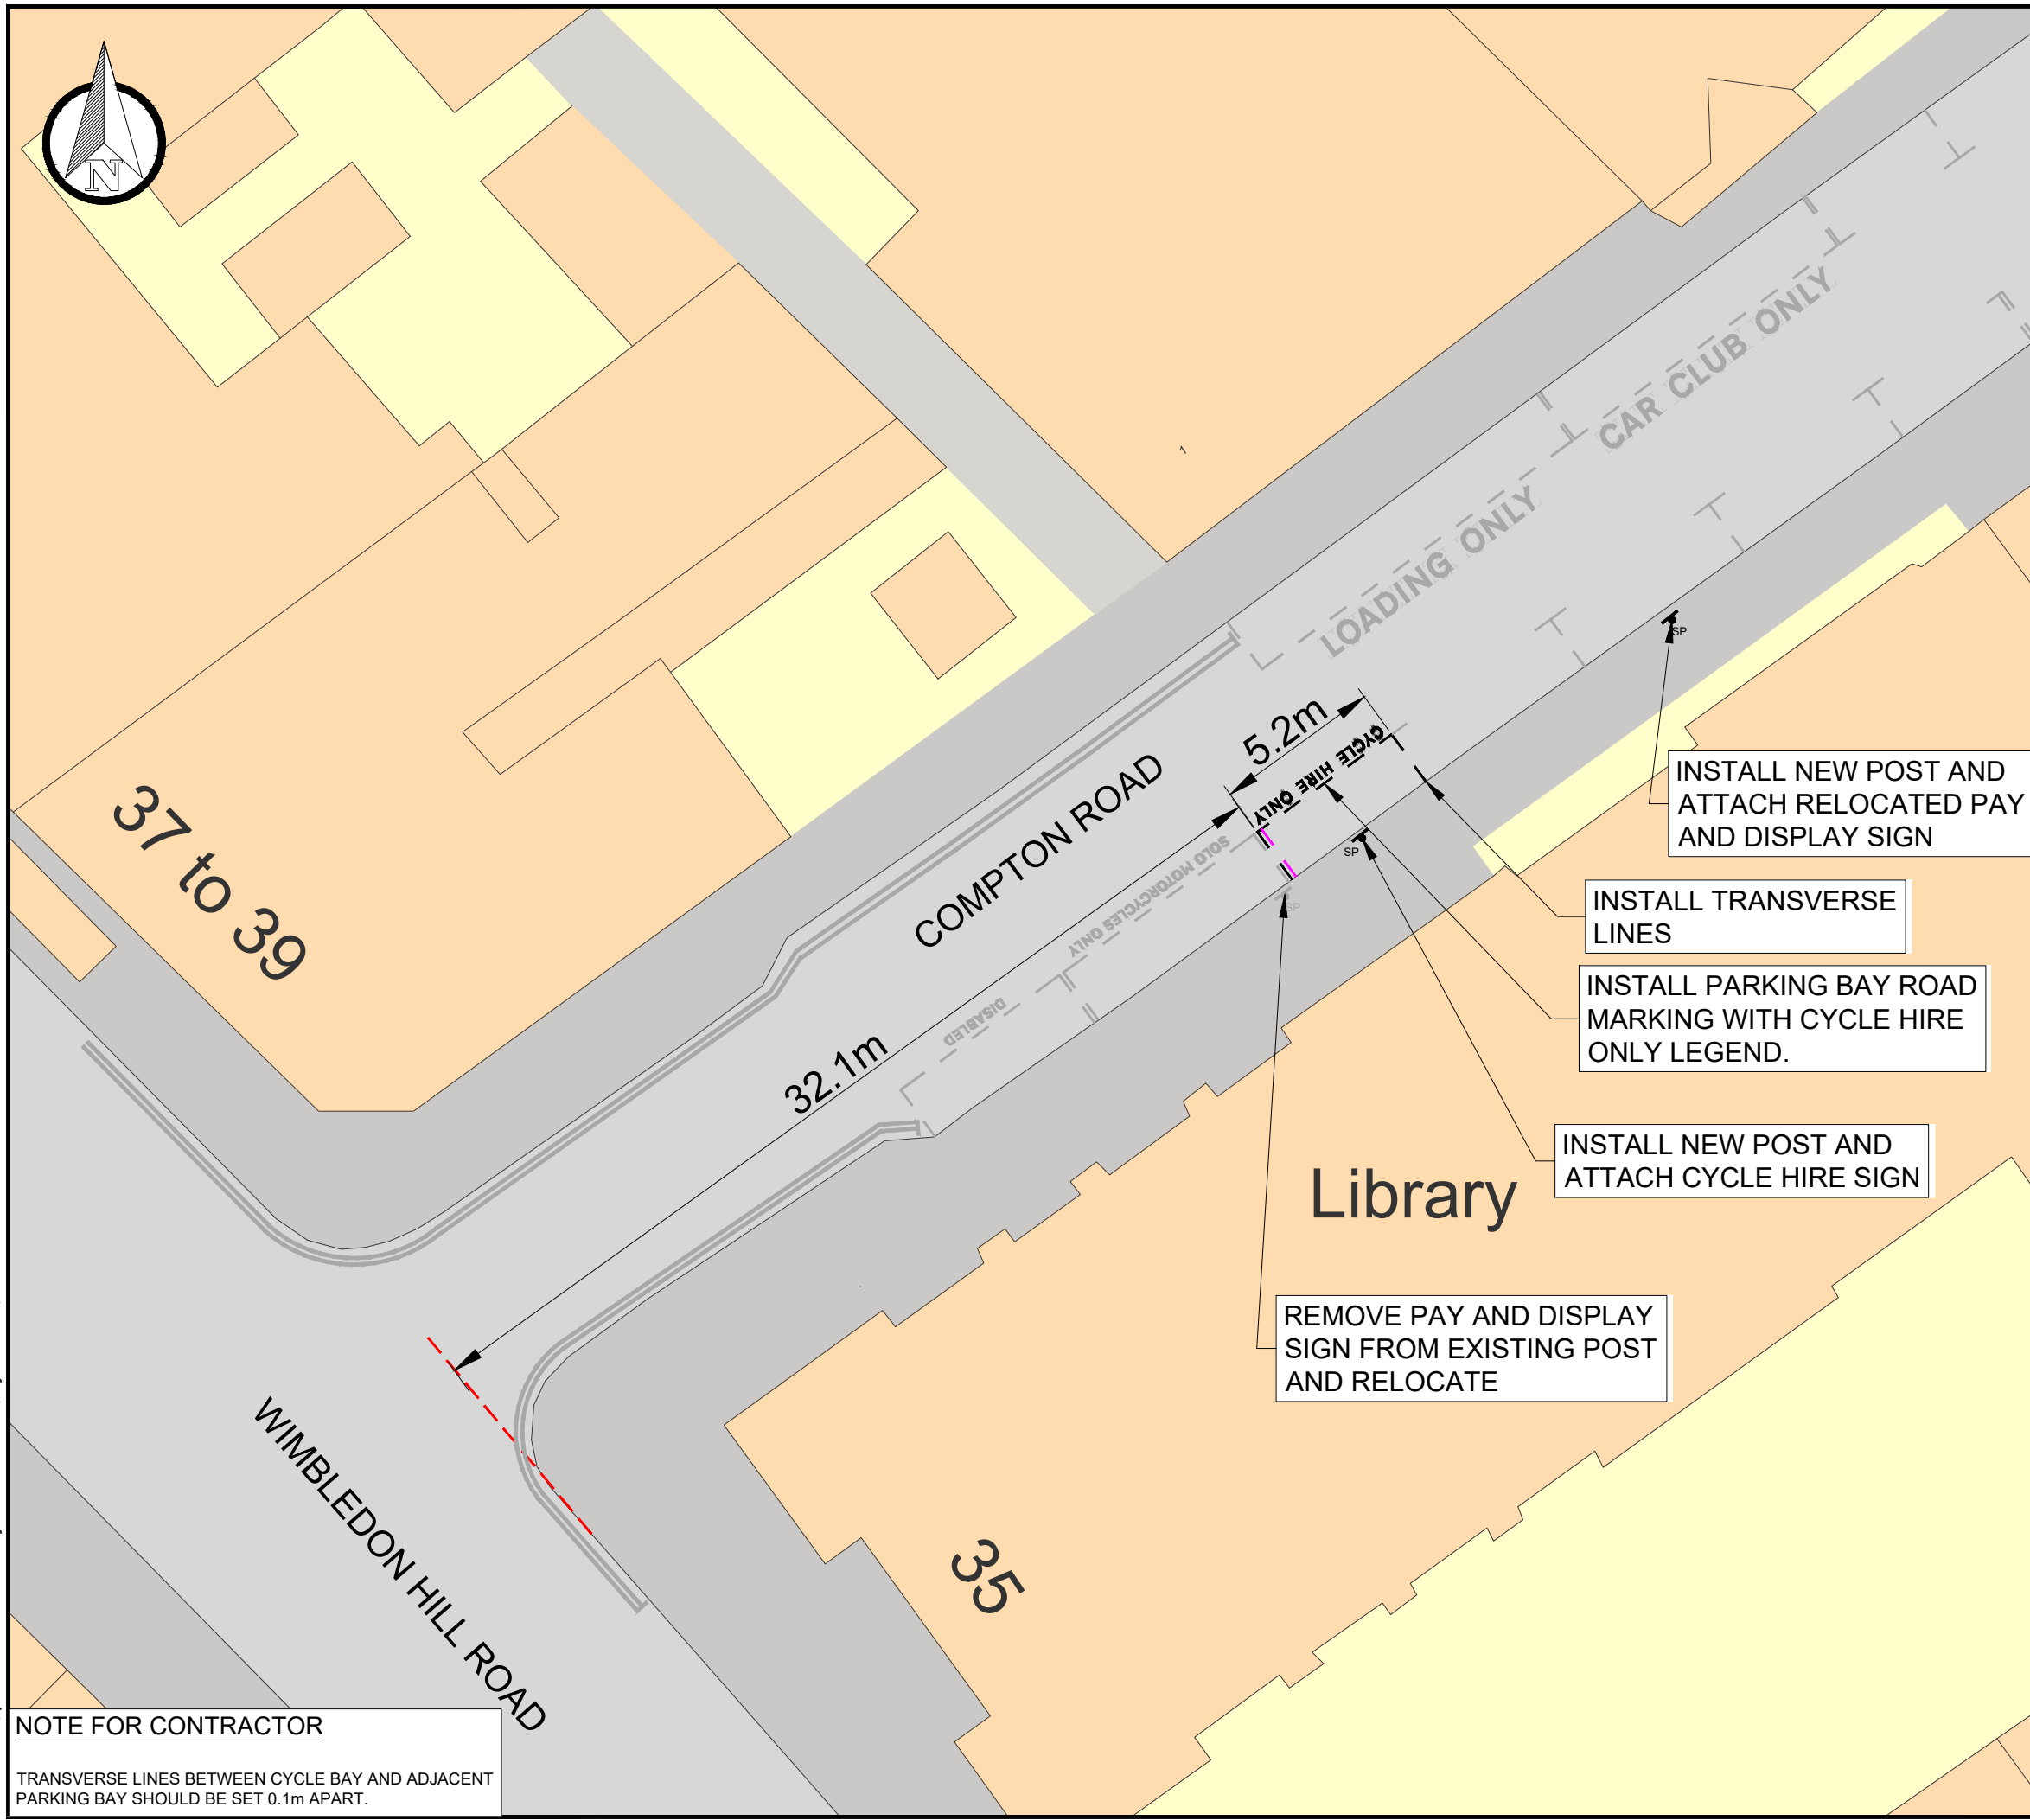 N
1
CAR CLUB ONLY
LOADING ONLY
SP
5.2m
CYCLE HIRE ONLY
INSTALL NEW POST AND
ATTACH RELOCATED PAY
AND DISPLAY SIGN
37 to 39
COMPTON ROAD
SP
SOLO MOTORCYCLES ONLY
SP
INSTALL TRANSVERSE
LINES
DISABLED
32.1m
INSTALL PARKING BAY ROAD
MARKING WITH CYCLE HIRE
ONLY LEGEND.
INSTALL NEW POST AND
ATTACH CYCLE HIRE SIGN
Library
REMOVE PAY AND DISPLAY
SIGN FROM EXISTING POST
AND RELOCATE
WIMBLEDON HILL ROAD
35
NOTE FOR CONTRACTOR
TRANSVERSE LINES BETWEEN CYCLE BAY AND ADJACENT
PARKING BAY SHOULD BE SET 0.1m APART.